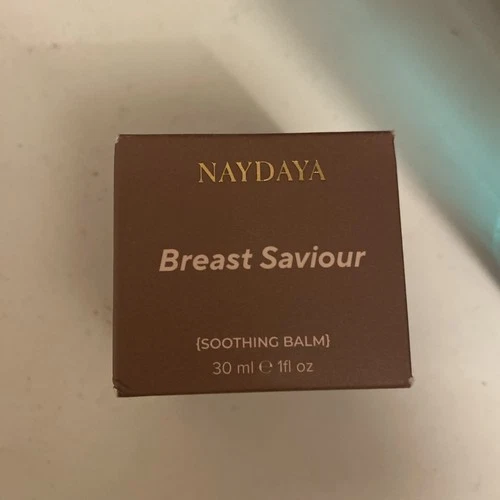 NAYDAYA
Breast Saviour
{SOOTHING BALM}
30 ml ℮ 1fl oz